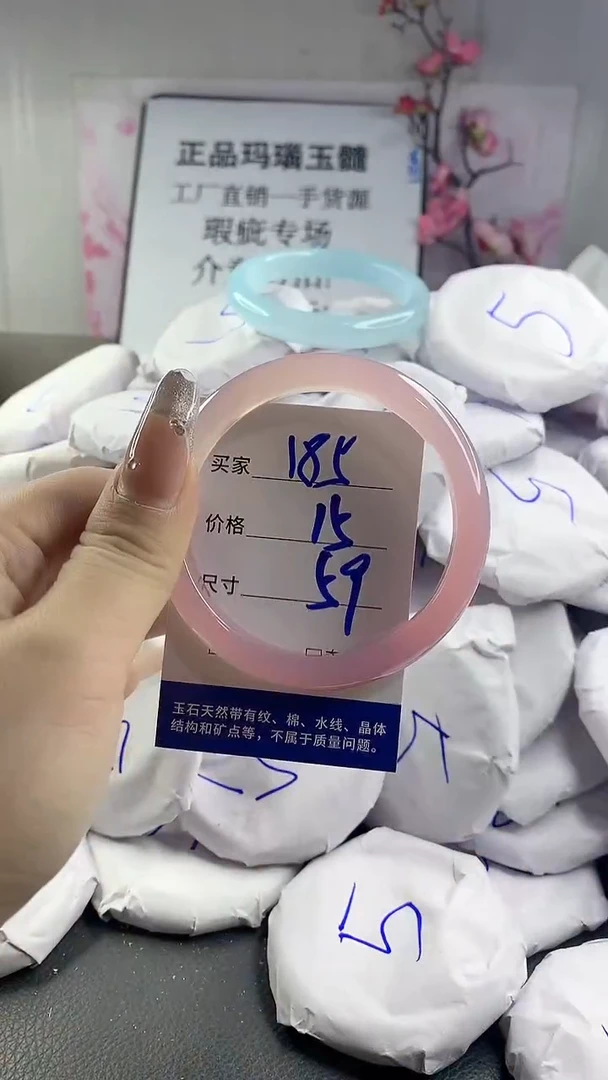 正品玛瑙玉髓
工厂直销一手货源
瑕疵专场
介
买家 185
价格 15
尺寸 59
玉石天然带有纹、棉、水线、晶体
结构和矿点等，不属于质量问题。
5
5
5
5
5